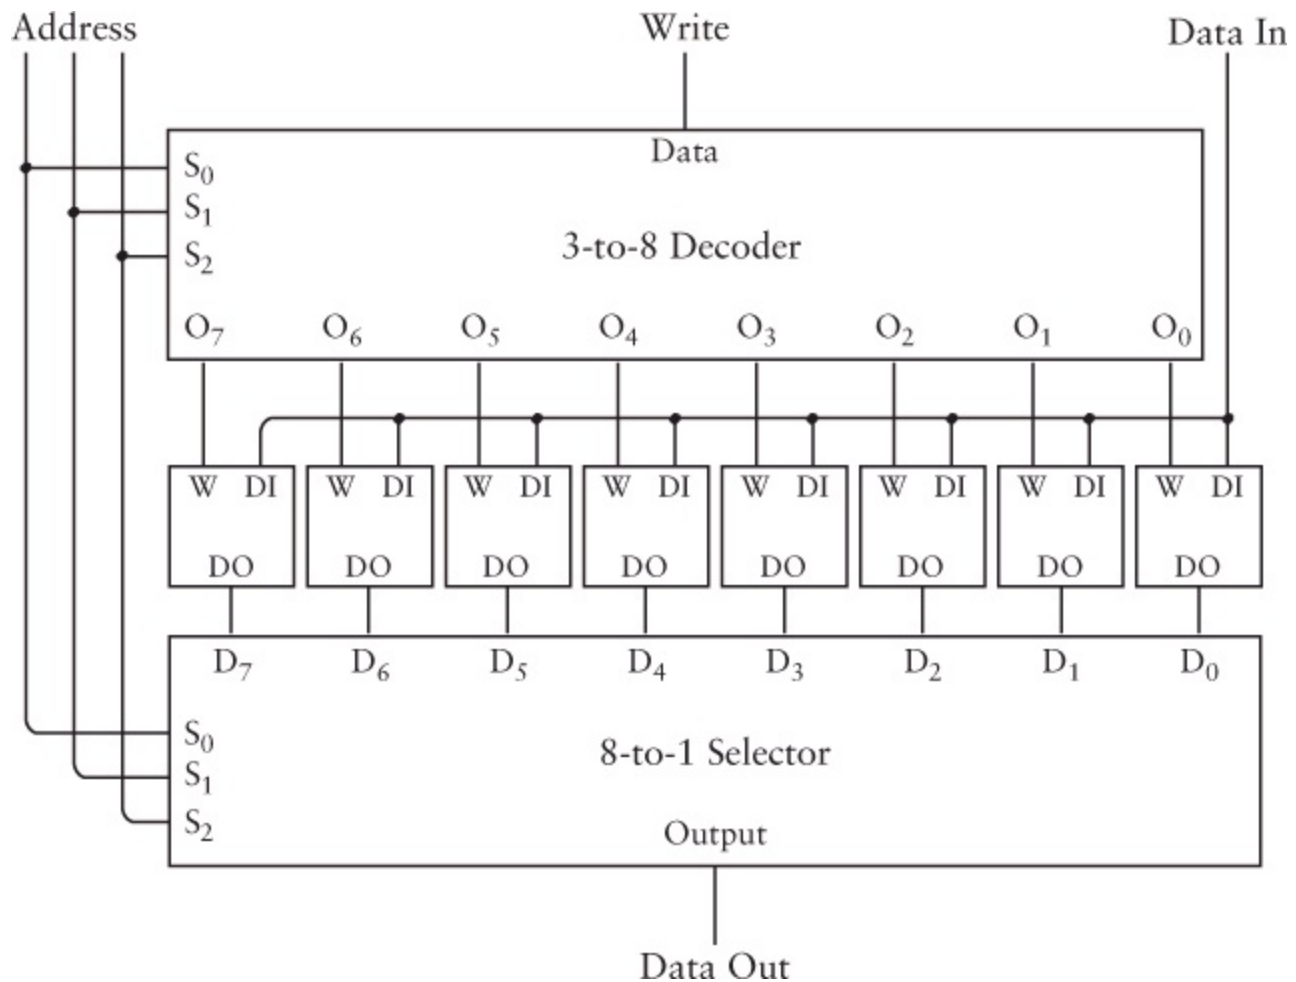 Address Write Data In
Data
S0
S1
S2
3-to-8 Decoder
O7 O6 O5 O4 O3 O2 O1 O0
W DI W DI W DI W DI W DI W DI W DI W DI
DO DO DO DO DO DO DO DO
D7 D6 D5 D4 D3 D2 D1 D0
S0
S1
S2
8-to-1 Selector
Output
Data Out